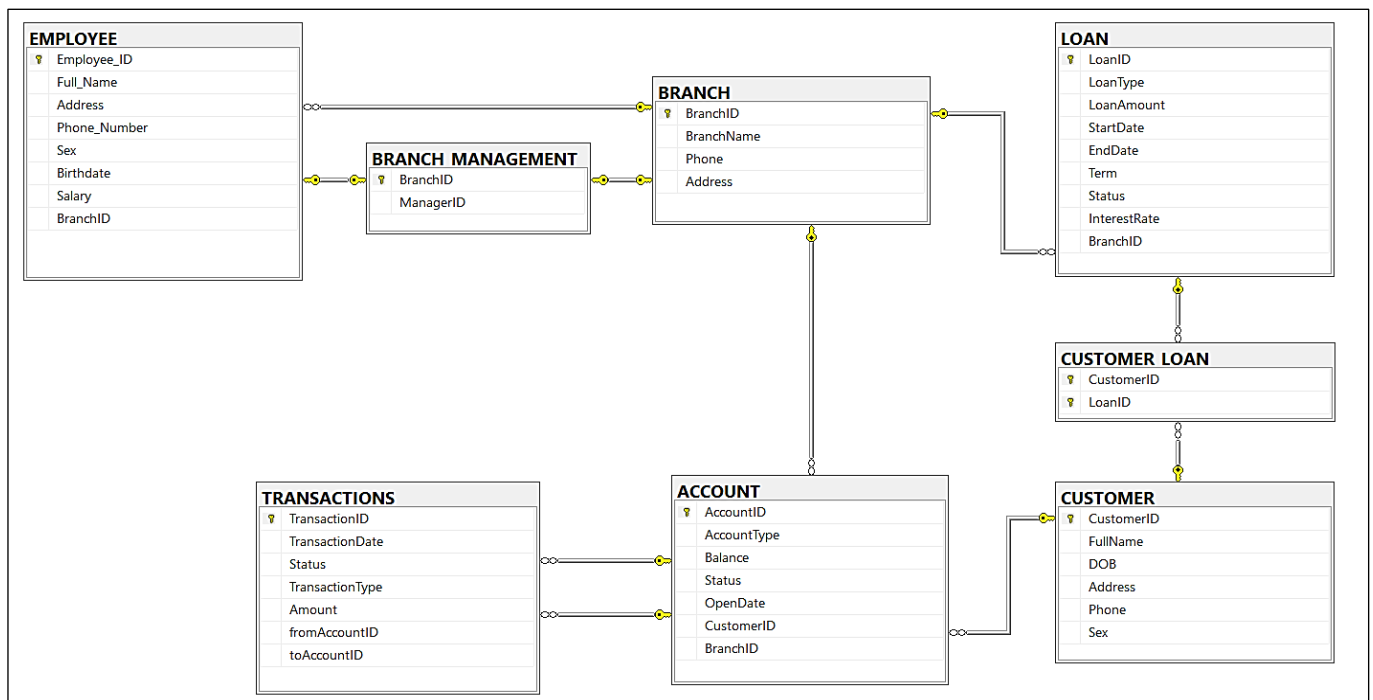 EMPLOYEE
Employee_ID
Full_Name
Address
Phone_Number
Sex
Birthdate
Salary
BranchID
BRANCH MANAGEMENT
BranchID
ManagerID
BRANCH
BranchID
BranchName
Phone
Address
LOAN
LoanID
LoanType
LoanAmount
StartDate
EndDate
Term
Status
InterestRate
BranchID
CUSTOMER LOAN
CustomerID
LoanID
TRANSACTIONS
TransactionID
TransactionDate
Status
TransactionType
Amount
fromAccountID
toAccountID
ACCOUNT
AccountID
AccountType
Balance
Status
OpenDate
CustomerID
BranchID
CUSTOMER
CustomerID
FullName
DOB
Address
Phone
Sex